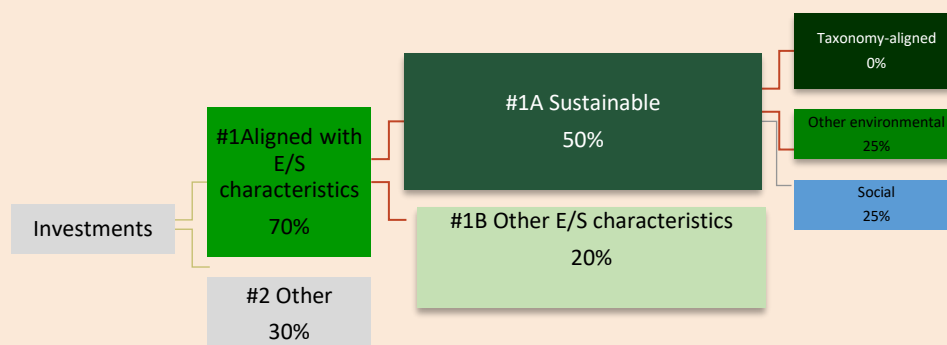 Investments
#1Aligned with
E/S
characteristics
70%
#2 Other
30%
#1A Sustainable
50%
#1B Other E/S characteristics
20%
Taxonomy-aligned
0%
Other environmental
25%
Social
25%